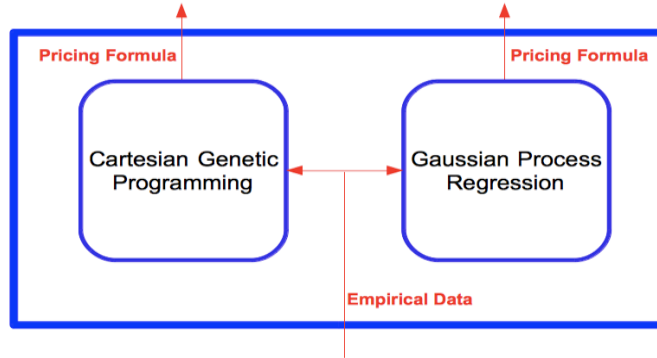 Pricing Formula
Pricing Formula
Cartesian Genetic
Programming
Gaussian Process
Regression
Empirical Data